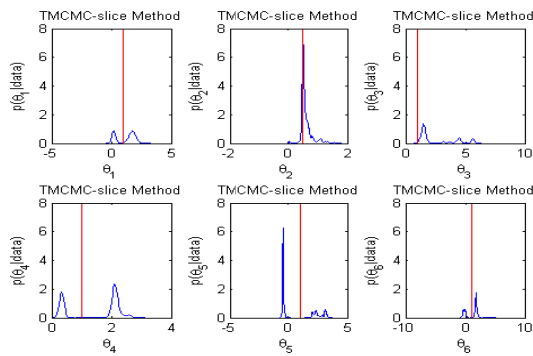 TMCMC-slice Method TMCMC-slice Method TMCMC-slice Method
8 8 8
6 6 6
4 4 4
2 2 2
0 0 0
p(θ1|data) p(θ2|data) p(θ3|data)
-5 0 5 -2 0 2 0 5 10
θ1 θ2 θ3
TMCMC-slice Method TMCMC-slice Method TMCMC-slice Method
8 8 8
6 6 6
4 4 4
2 2 2
0 0 0
p(θ4|data) p(θ5|data) p(θ6|data)
0 2 4 -5 0 5 -10 0 10
θ4 θ5 θ6